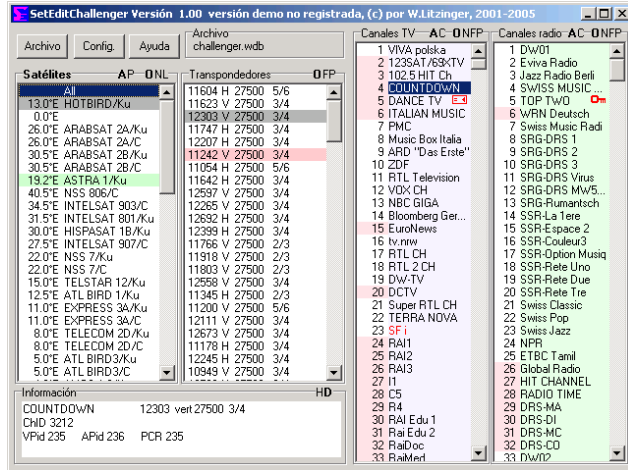 SetEditChallenger Versión 1.00 versión demo no registrada, (c) por W.Litzinger, 2001-2005
Archivo
Config.
Ayuda
Archivo
challenger.wdb
Satélites AP ONL
All
13.0°E HOTBIRD/Ku
0.0°E
26.0°E ARABSAT 2A/Ku
26.0°E ARABSAT 2A/C
30.5°E ARABSAT 2B/Ku
30.5°E ARABSAT 2B/C
19.2°E ASTRA 1/Ku
40.5°E NSS 806/C
34.5°E INTELSAT 903/C
31.5°E INTELSAT 801/Ku
30.0°E HISPASAT 1B/Ku
27.5°E INTELSAT 907/C
22.0°E NSS 7/Ku
22.0°E NSS 7/C
15.0°E TELSTAR 12/Ku
12.5°E ATL BIRD 1/Ku
11.0°E EXPRESS 3A/Ku
11.0°E EXPRESS 3A/C
8.0°E TELECOM 2D/Ku
8.0°E TELECOM 2D/C
5.0°E ATL BIRD3/Ku
5.0°E ATL BIRD3/C
Transpondedores OFP
11604 H 27500 5/6
11623 V 27500 3/4
12303 V 27500 3/4
11747 H 27500 3/4
12207 H 27500 3/4
11242 V 27500 3/4
11054 H 27500 5/6
11642 H 27500 3/4
12597 V 27500 3/4
12265 V 27500 3/4
12692 H 27500 3/4
12399 H 27500 3/4
11766 V 27500 2/3
11918 V 27500 2/3
11803 V 27500 2/3
12558 V 27500 3/4
11345 H 27500 2/3
11200 V 27500 5/6
12111 V 27500 3/4
12673 V 27500 3/4
11178 H 27500 3/4
12245 H 27500 3/4
10949 V 27500 3/4
Canales TV AC ONFP
1 VIVA polska
2 123SAT/69XTV
3 102.5 HIT Ch
4 COUNTDOWN
5 DANCE TV
6 ITALIAN MUSIC
7 PMC
8 Music Box Italia
9 ARD "Das Erste"
10 ZDF
11 RTL Television
12 VOX CH
13 NBC GIGA
14 Bloomberg Ger...
15 EuroNews
16 tv.nrw
17 RTL CH
18 RTL 2 CH
19 DW-TV
20 DCTV
21 Super RTL CH
22 TERRA NOVA
23 SF i
24 RAI1
25 RAI2
26 RAI3
27 I1
28 C5
29 R4
30 RAI Edu 1
31 Rai Edu 2
32 RaiDoc
33 RaiMed
Canales radio AC ONFP
1 DW01
2 Eviva Radio
3 Jazz Radio Berli
4 SWISS MUSIC ...
5 TOP TWO
6 WRN Deutsch
7 Swiss Music Radi
8 SRG-DRS 1
9 SRG-DRS 2
10 SRG-DRS 3
11 SRG-DRS Virus
12 SRG-DRS MW5...
13 SRG-Rumantsch
14 SSR-La 1ere
15 SSR-Espace 2
16 SSR-Couleur3
17 SSR-Option Musiq
18 SSR-Rete Uno
19 SSR-Rete Due
20 SSR-Rete Tre
21 Swiss Classic
22 Swiss Pop
23 Swiss Jazz
24 NPR
25 ETBC Tamil
26 Global Radio
27 HIT CHANNEL
28 RADIO TIME
29 DRS-MA
30 DRS-DI
31 DRS-MC
32 DRS-CO
33 DW02
Información HD
COUNTDOWN 12303 vert 27500 3/4
ChID 3212
VPid 235 APid 236 PCR 235